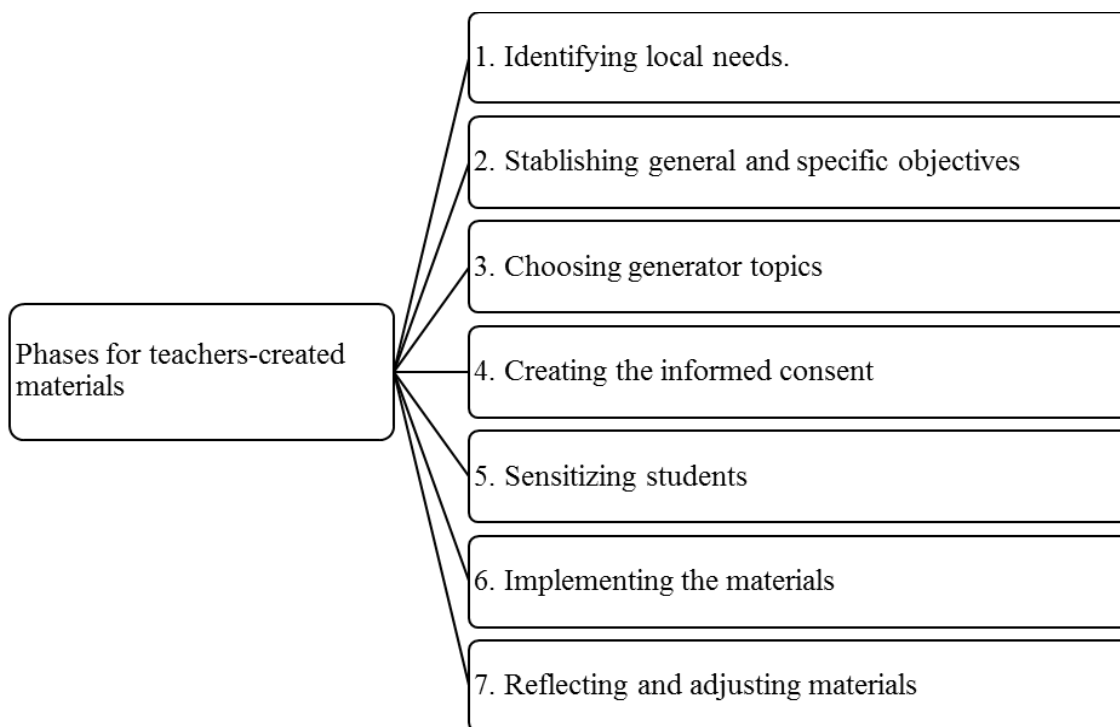 Phases for teachers-created
materials
1. Identifying local needs.
2. Stablishing general and specific objectives
3. Choosing generator topics
4. Creating the informed consent
5. Sensitizing students
6. Implementing the materials
7. Reflecting and adjusting materials